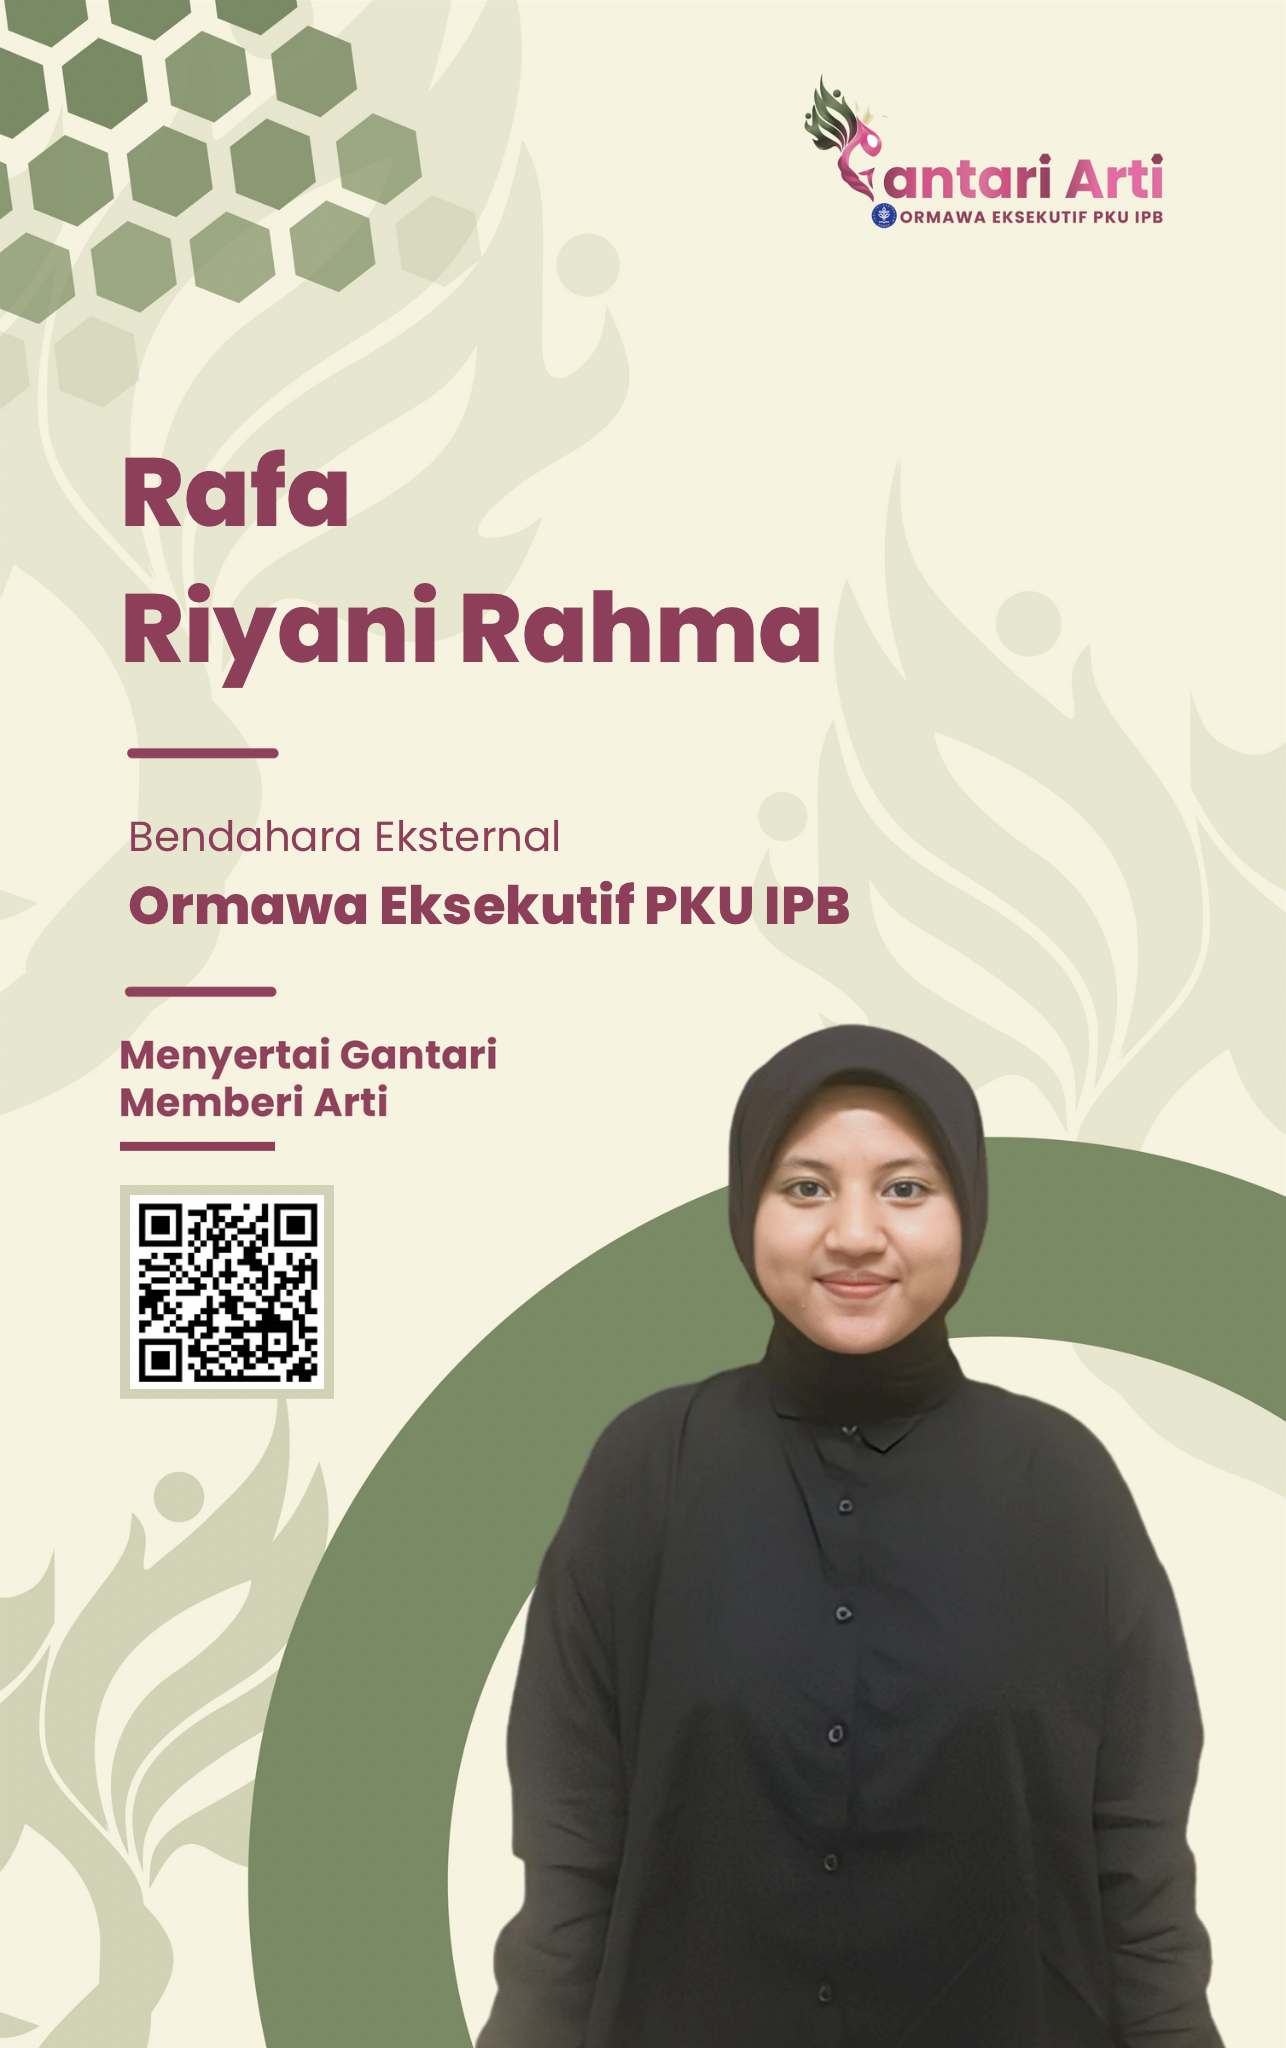 Gantari Arti
ORMAWA EKSEKUTIF PKU IPB
Rafa
Riyani Rahma
Bendahara Eksternal
Ormawa Eksekutif PKU IPB
Menyertai Gantari
Memberi Arti